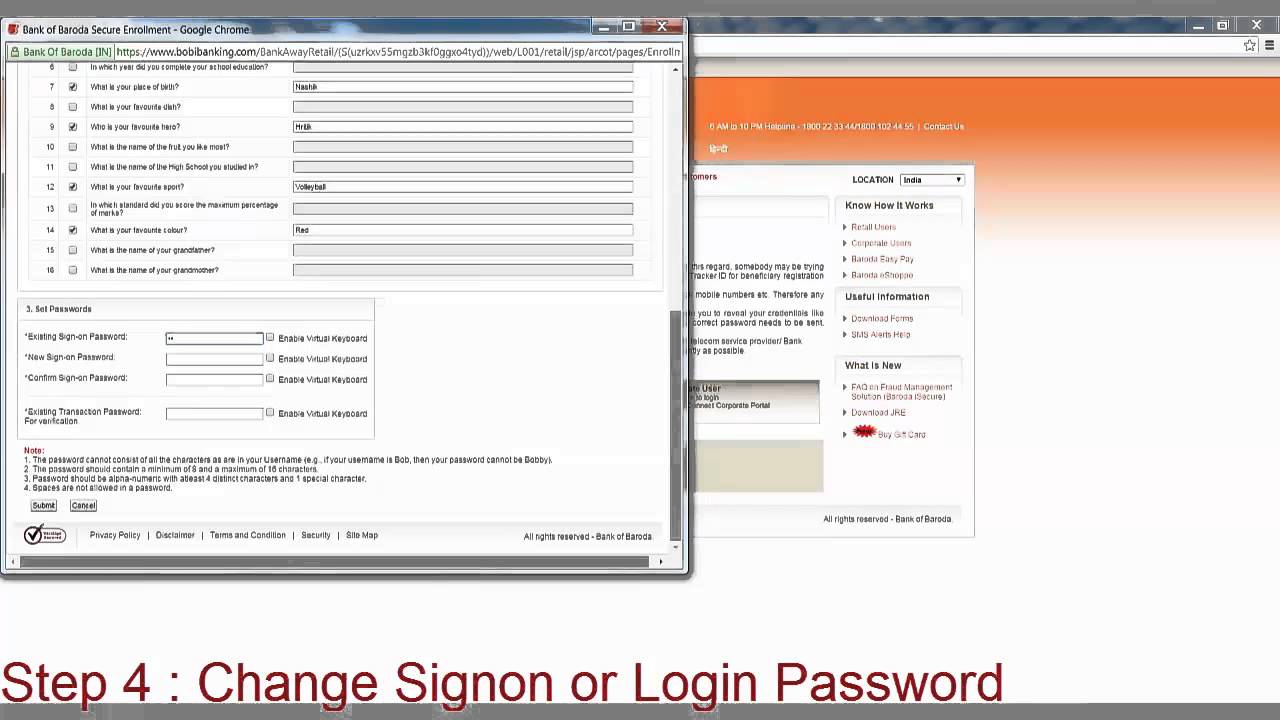 Bank of Baroda Secure Enrollment - Google Chrome
Bank Of Baroda [IN] https://www.bobibanking.com/BankAwayRetail/(S(uzrkxv55mgzb3kf0ggxo4tyd))/web/L001/retail/jsp/arcot/pages/Enrollm
6 In which year did you complete your school education?
7 What is your place of birth? Nashik
8 What is your favourite dish?
9 Who is your favourite hero? Hritik
10 What is the name of the fruit you like most?
11 What is the name of the High School you studied in?
12 What is your favourite sport? Volleyball
13 In which standard did you score the maximum percentage
of marks?
14 What is your favourite colour? Red
15 What is the name of your grandfather?
16 What is the name of your grandmother?
3. Set Passwords
*Existing Sign-on Password: •• Enable Virtual Keyboard
*New Sign-on Password: Enable Virtual Keyboard
*Confirm Sign-on Password: Enable Virtual Keyboard
*Existing Transaction Password: Enable Virtual Keyboard
For verification.
Note:
1. The password cannot consist of all the characters as are in your Username (e.g., if your username is Bob, then your password cannot be Bobby).
2. The password should contain a minimum of 8 and a maximum of 16 characters.
3. Password should be alpha-numeric with atleast 4 distinct characters and 1 special character.
4. Spaces are not allowed in a password.
Submit Cancel
Privacy Policy | Disclaimer | Terms and Condition | Security | Site Map
All rights reserved - Bank of Baroda.
6 AM to 10 PM Helpline - 1800 22 33 44/1800 102 44 55 | Contact Us
हिन्दी
tomers
LOCATION India
Know How It Works
Retail Users
Corporate Users
Baroda Easy Pay
Baroda eShoppe
Useful Information
Download Forms
SMS Alerts Help
What is New
FAQ on Fraud Management
Solution (Baroda iSecure)
Download JRE
Buy Gift Card
this regard, somebody may be trying
Tracker ID for beneficiary registration
mobile numbers etc. Therefore any
you to reveal your credentials like
correct password needs to be sent.
telecom service provider/ Bank
tly as possible
ate User
to login
onnect Corporate Portal
All rights reserved - Bank of Baroda.
Step 4 : Change Signon or Login Password